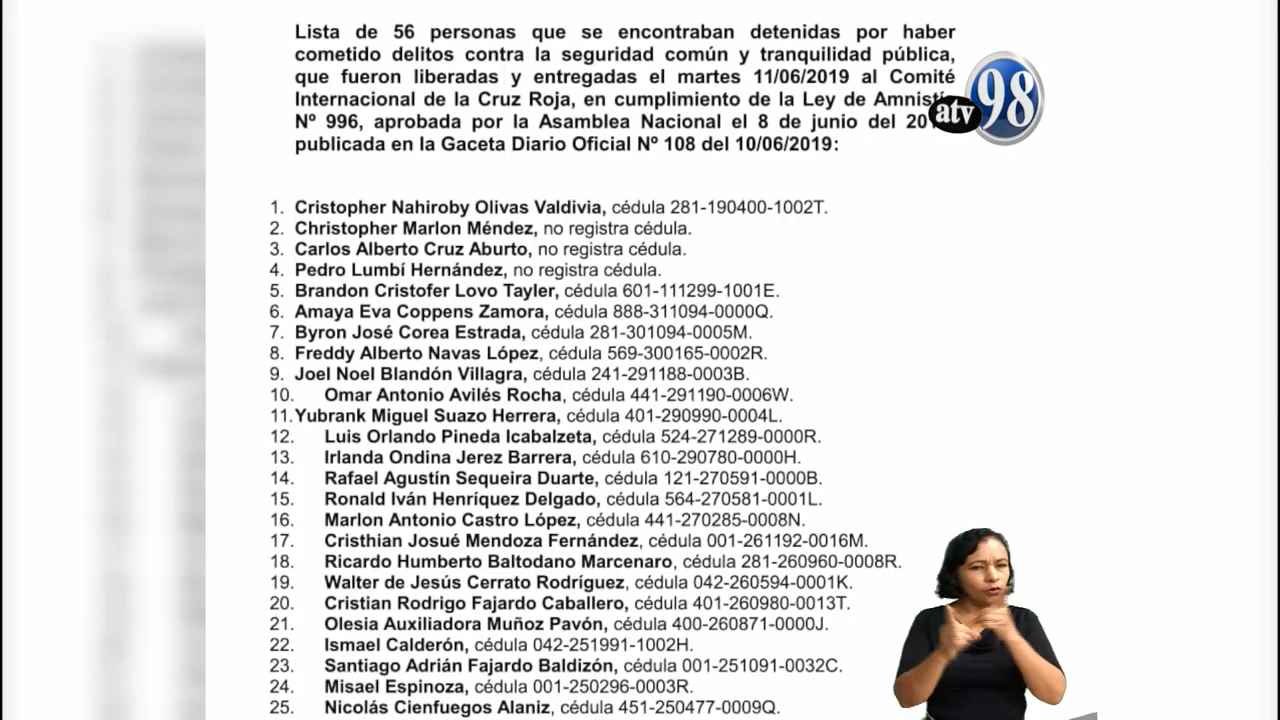 Lista de 56 personas que se encontraban detenidas por haber
cometido delitos contra la seguridad común y tranquilidad pública,
que fueron liberadas y entregadas el martes 11/06/2019 al Comité
Internacional de la Cruz Roja, en cumplimiento de la Ley de
Nº 996, aprobada por la Asamblea Nacional el 8 de junio del
publicada en la Gaceta Diario Oficial Nº 108 del 10/06/2019:
atv 98
1. Cristopher Nahiroby Olivas Valdivia, cédula 281-190400-1002T.
2. Christopher Marlon Méndez, no registra cédula.
3. Carlos Alberto Cruz Aburto, no registra cédula.
4. Pedro Lumbí Hernández, no registra cédula.
5. Brandon Cristofer Lovo Tayler, cédula 601-111299-1001E.
6. Amaya Eva Coppens Zamora, cédula 888-311094-0000Q.
7. Byron José Corea Estrada, cédula 281-301094-0005M.
8. Freddy Alberto Navas López, cédula 569-300165-0002R.
9. Joel Noel Blandón Villagra, cédula 241-291188-0003B.
10. Omar Antonio Avilés Rocha, cédula 441-291190-0006W.
11. Yubrank Miguel Suazo Herrera, cédula 401-290990-0004L.
12. Luis Orlando Pineda Icabalzeta, cédula 524-271289-0000R.
13. Irlanda Ondina Jerez Barrera, cédula 610-290780-0000H.
14. Rafael Agustín Sequeira Duarte, cédula 121-270591-0000B.
15. Ronald Iván Henríquez Delgado, cédula 564-270581-0001L.
16. Marlon Antonio Castro López, cédula 441-270285-0008N.
17. Cristhian Josué Mendoza Fernández, cédula 001-261192-0016M.
18. Ricardo Humberto Baltodano Marcenaro, cédula 281-260960-0008R.
19. Walter de Jesús Cerrato Rodríguez, cédula 042-260594-0001K.
20. Cristian Rodrigo Fajardo Caballero, cédula 401-260980-0013T.
21. Olesia Auxiliadora Muñoz Pavón, cédula 400-260871-0000J.
22. Ismael Calderón, cédula 042-251991-1002H.
23. Santiago Adrián Fajardo Baldizón, cédula 001-251091-0032C.
24. Misael Espinoza, cédula 001-250296-0003R.
25. Nicolás Cienfuegos Alaniz, cédula 451-250477-0009Q.